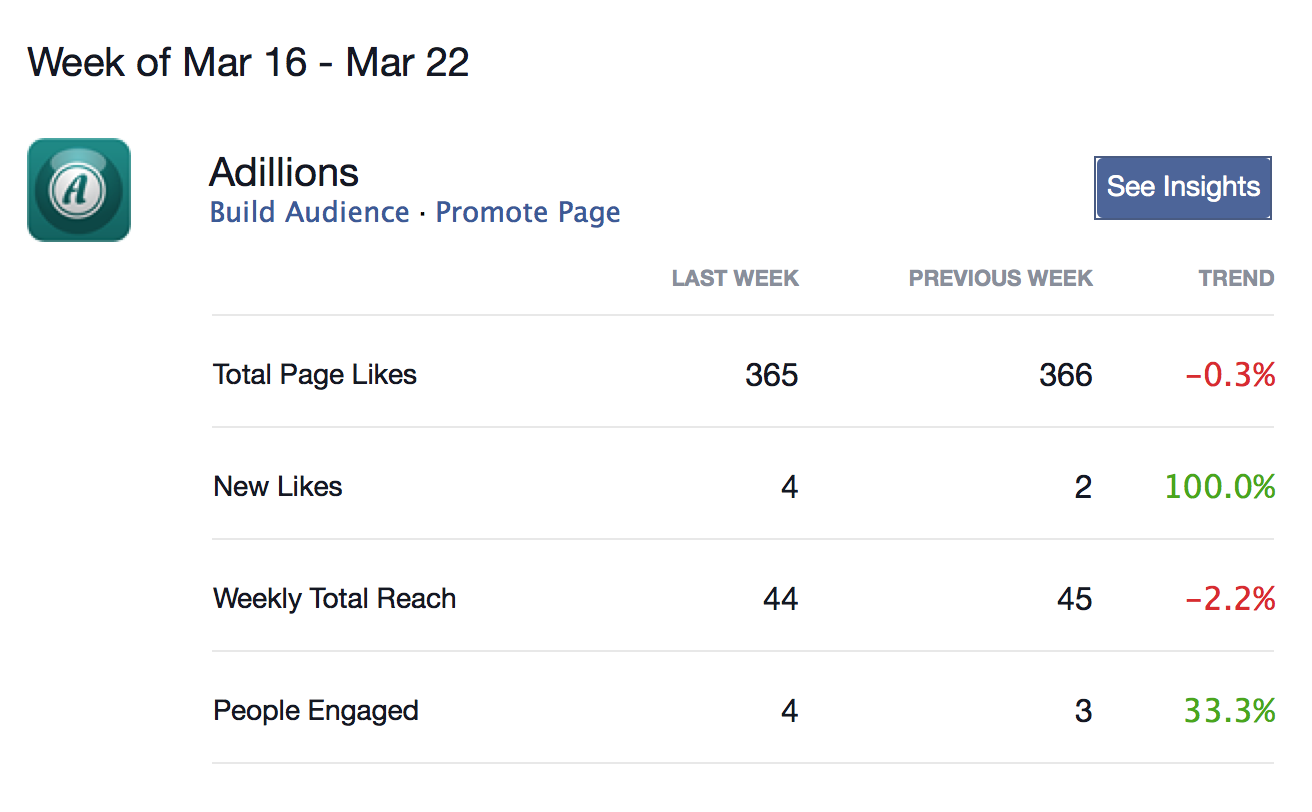 Week of Mar 16 - Mar 22
A
Adillions
See Insights
Build Audience · Promote Page
LAST WEEK PREVIOUS WEEK TREND
Total Page Likes 365 366 -0.3%
New Likes 4 2 100.0%
Weekly Total Reach 44 45 -2.2%
People Engaged 4 3 33.3%